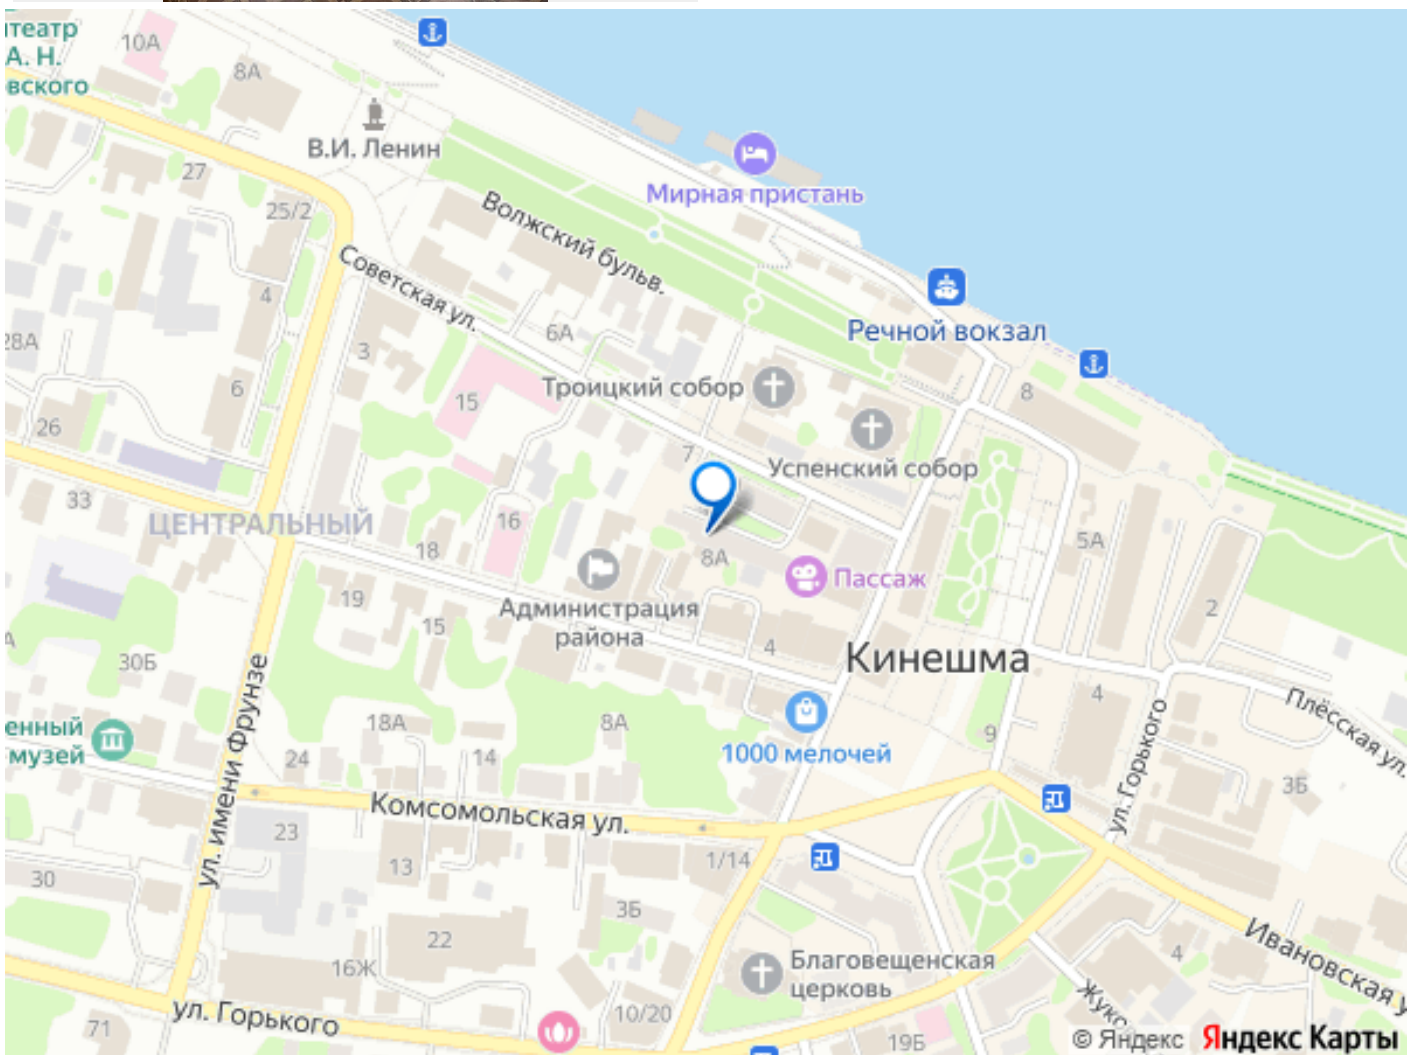 театр
А. Н.
вского
10А
8А
В.И. Ленин
27
25/2
Мирная пристань
Волжский бульв.
Советская ул.
4
28А
3
6А
Речной вокзал
Троицкий собор
6
15
8
26
7
Успенский собор
33
ЦЕНТРАЛЬНЫЙ
16
18
5А
8А
Пассаж
19
Администрация
района
15
2
4
30Б
Кинешма
4
18А
8А
9
Плёсская ул.
енный
музей
24
14
1000 мелочей
3Б
ул. Горького
ул. имени Фрунзе
Комсомольская ул.
23
13
1/14
30
3Б
22
Ивановская у
4
Благовещенская
церковь
16Ж
ул. Горького
71
10/20
19Б
Жукс
© Яндекс Яндекс Карты